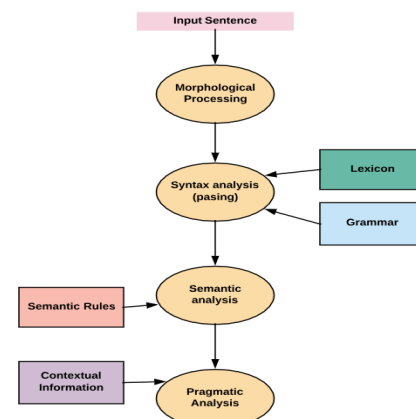 Input Sentence
Morphological
Processing
Lexicon
Syntax analysis
(pasing)
Grammar
Semantic
analysis
Semantic Rules
Contextual
Information
Pragmatic
Analysis